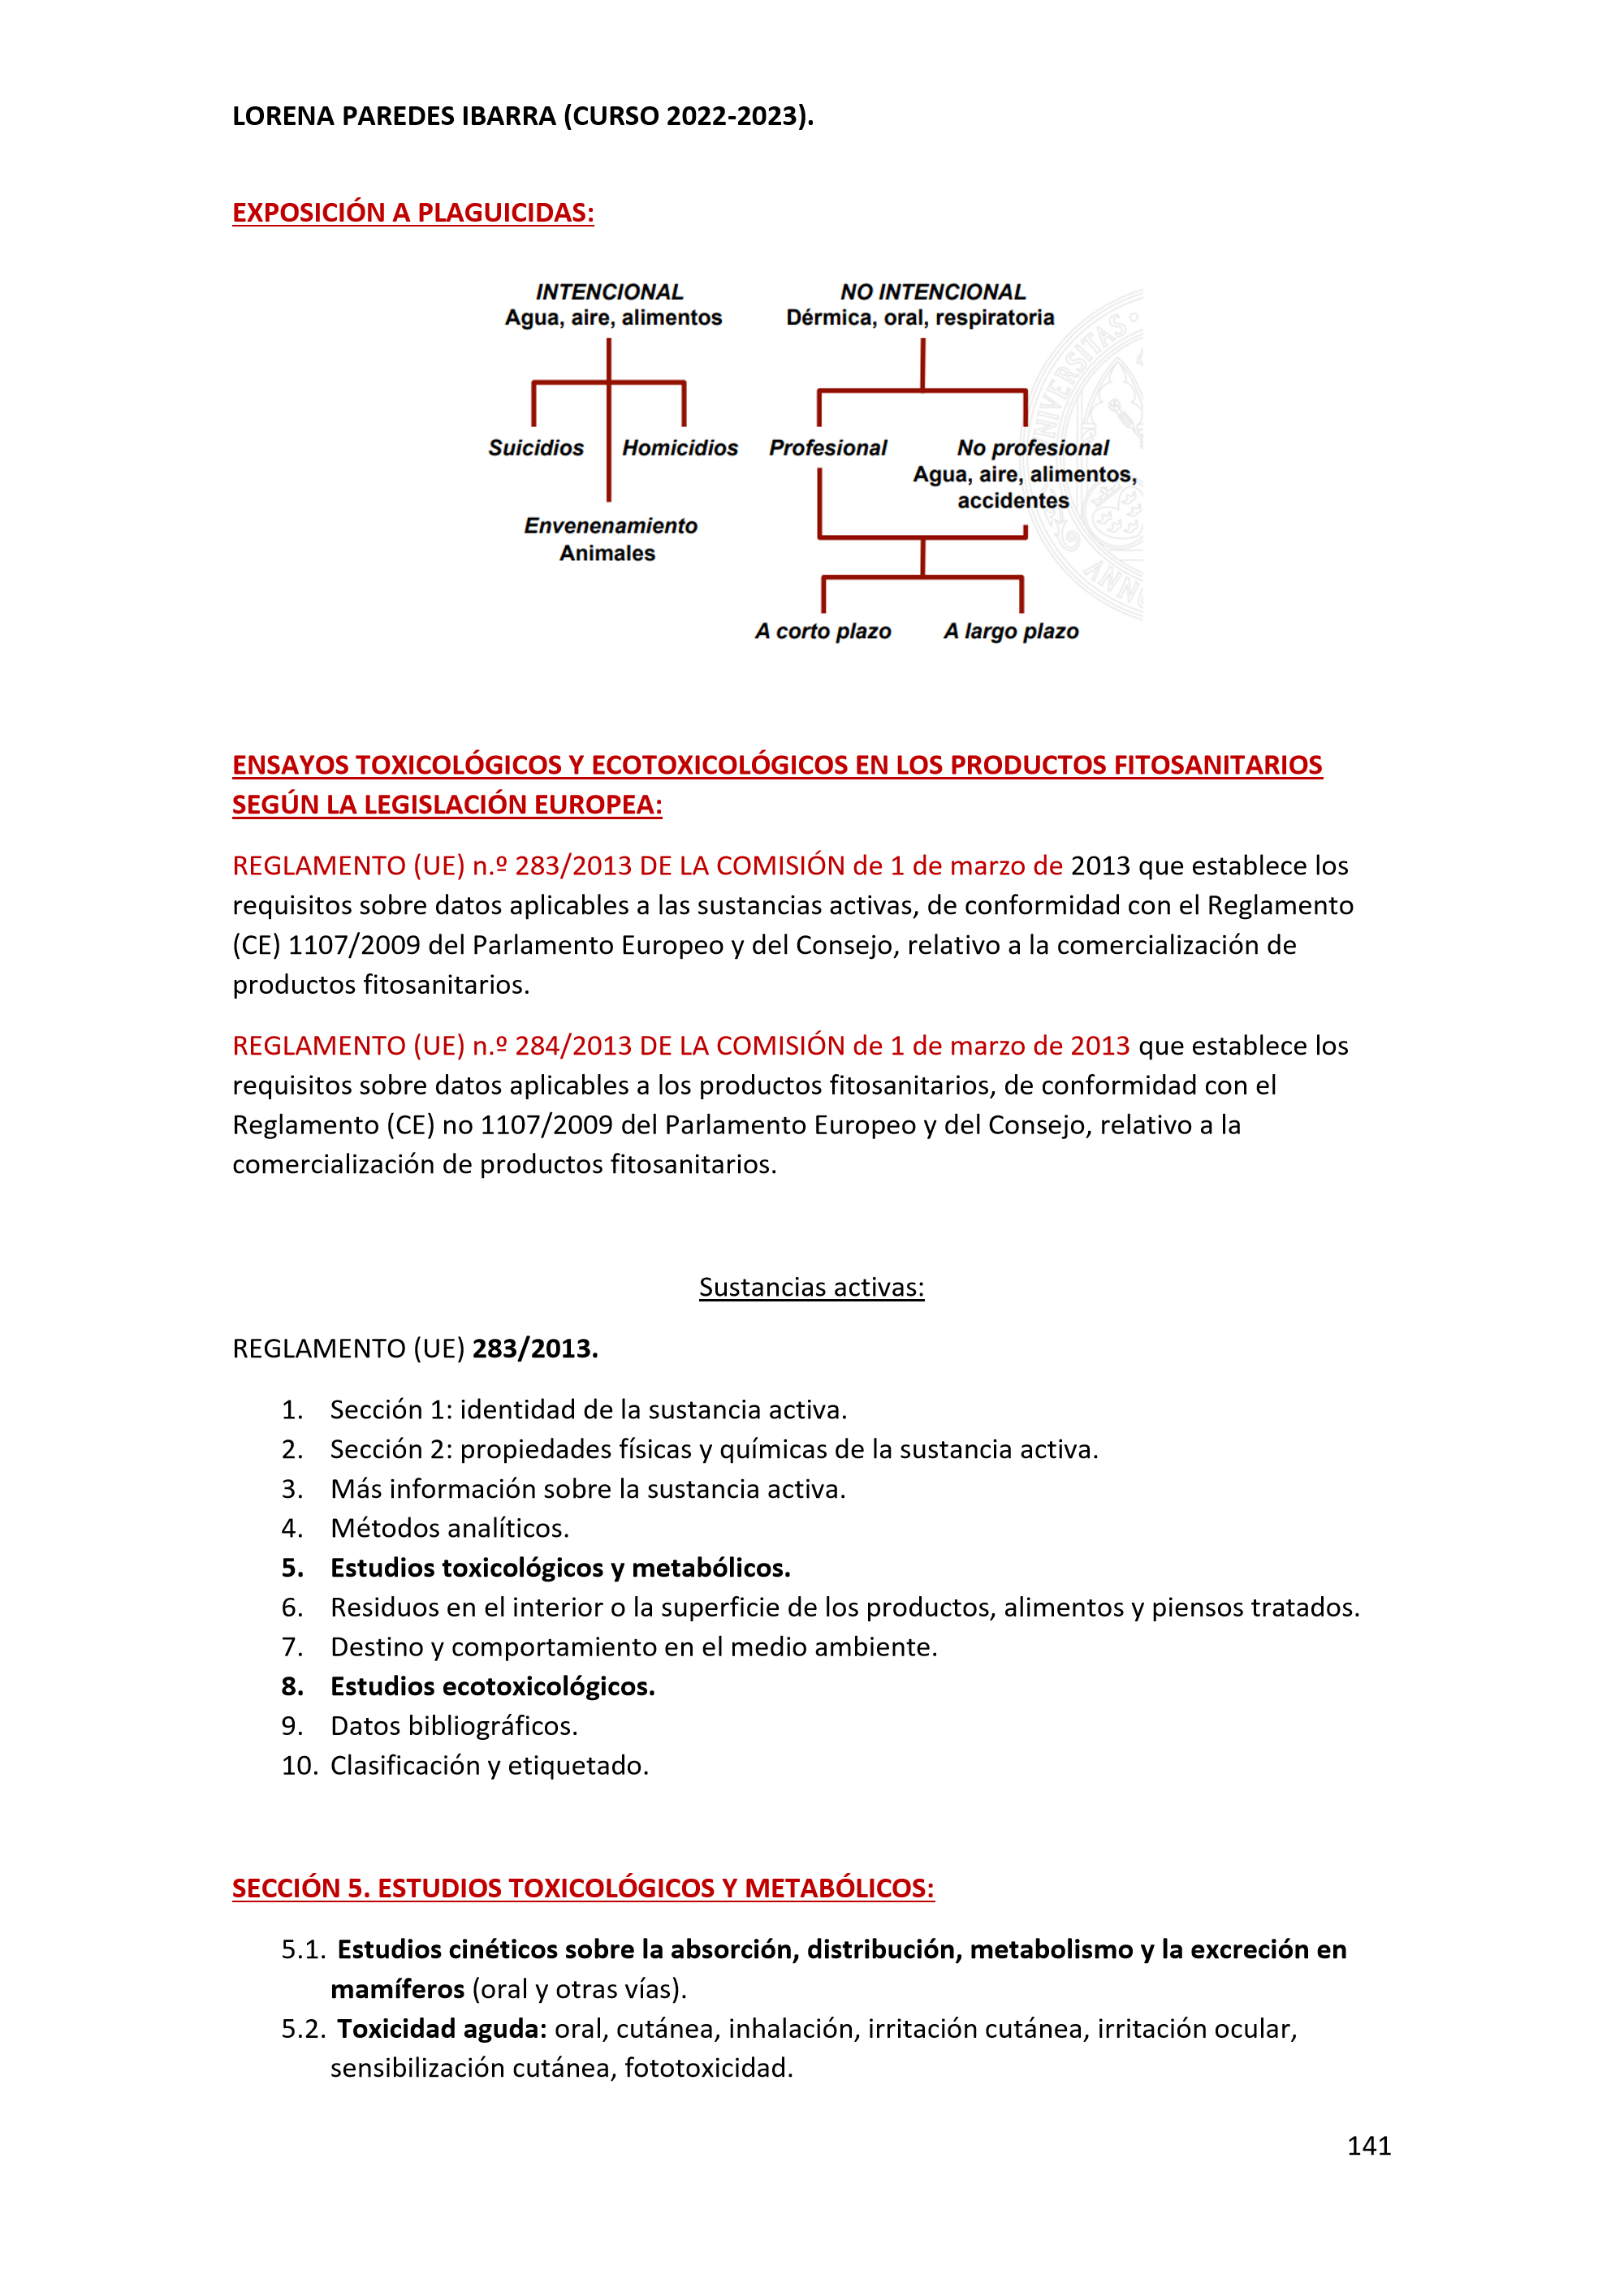 LORENA PAREDES IBARRA (CURSO 2022-2023).
EXPOSICIÓN A PLAGUICIDAS:
INTENCIONAL
Agua, aire, alimentos
Suicidios
Homicidios
Envenenamiento
Animales
NO INTENCIONAL
Dérmica, oral, respiratoria
Profesional
No profesional
Agua, aire, alimentos,
accidentes
A corto plazo
A largo plazo
NIVERSITAS
ANNO
ENSAYOS TOXICOLÓGICOS Y ECOTOXICOLÓGICOS EN LOS PRODUCTOS FITOSANITARIOS
SEGÚN LA LEGISLACIÓN EUROPEA:
REGLAMENTO (UE) n.º 283/2013 DE LA COMISIÓN de 1 de marzo de 2013 que establece los
requisitos sobre datos aplicables a las sustancias activas, de conformidad con el Reglamento
(CE) 1107/2009 del Parlamento Europeo y del Consejo, relativo a la comercialización de
productos fitosanitarios.
REGLAMENTO (UE) n.º 284/2013 DE LA COMISIÓN de 1 de marzo de 2013 que establece los
requisitos sobre datos aplicables a los productos fitosanitarios, de conformidad con el
Reglamento (CE) no 1107/2009 del Parlamento Europeo y del Consejo, relativo a la
comercialización de productos fitosanitarios.
Sustancias activas:
REGLAMENTO (UE) 283/2013.
1. Sección 1: identidad de la sustancia activa.
2. Sección 2: propiedades físicas y químicas de la sustancia activa.
3. Más información sobre la sustancia activa.
4. Métodos analíticos.
5. Estudios toxicológicos y metabólicos.
6. Residuos en el interior o la superficie de los productos, alimentos y piensos tratados.
7. Destino y comportamiento en el medio ambiente.
8. Estudios ecotoxicológicos.
9. Datos bibliográficos.
10. Clasificación y etiquetado.
SECCIÓN 5. ESTUDIOS TOXICOLÓGICOS Y METABÓLICOS:
5.1. Estudios cinéticos sobre la absorción, distribución, metabolismo y la excreción en
mamíferos (oral y otras vías).
5.2. Toxicidad aguda: oral, cutánea, inhalación, irritación cutánea, irritación ocular,
sensibilización cutánea, fototoxicidad.
141